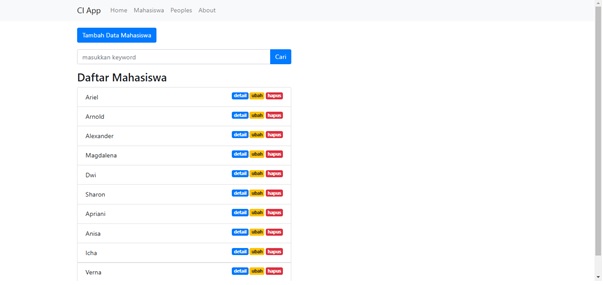 CI App Home Mahasiswa Peoples About
Tambah Data Mahasiswa
masukkan keyword Cari
Daftar Mahasiswa
Ariel detail ubah hapus
Arnold detail ubah hapus
Alexander detail ubah hapus
Magdalena detail ubah hapus
Dwi detail ubah hapus
Sharon detail ubah hapus
Apriani detail ubah hapus
Anisa detail ubah hapus
Icha detail ubah hapus
Verna detail ubah hapus